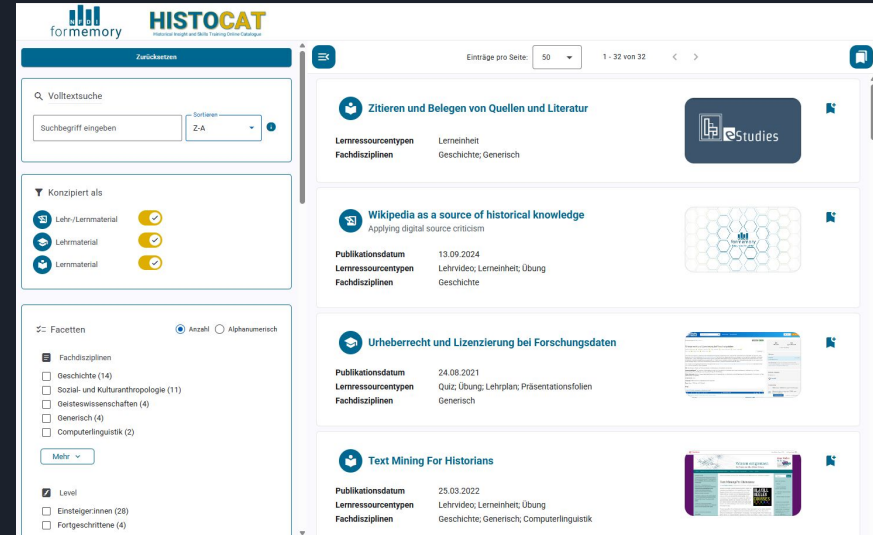 NFDI
formemory
HISTOCAT
Historical Insight and Skills Training Online Catalogue
Zurücksetzen
Volltextsuche
Suchbegriff eingeben
Sortieren
Z-A
Konzipiert als
Lehr-/Lernmaterial
Lehrmaterial
Lernmaterial
Facetten
Anzahl
Alphanumerisch
Fachdisziplinen
Geschichte (14)
Sozial- und Kulturanthropologie (11)
Geisteswissenschaften (4)
Generisch (4)
Computerlinguistik (2)
Mehr
Level
Einsteiger:innen (28)
Fortgeschrittene (4)
Einträge pro Seite: 50 1 - 32 von 32
Zitieren und Belegen von Quellen und Literatur
Lernressourcentypen Lerneinheit
Fachdisziplinen Geschichte; Generisch
eStudies
Wikipedia as a source of historical knowledge
Applying digital source criticism
Publikationsdatum 13.09.2024
Lernressourcentypen Lehrvideo; Lerneinheit; Übung
Fachdisziplinen Geschichte
formemory
Urheberrecht und Lizenzierung bei Forschungsdaten
Publikationsdatum 24.08.2021
Lernressourcentypen Quiz; Übung; Lehrplan; Präsentationsfolien
Fachdisziplinen Generisch
Text Mining For Historians
Publikationsdatum 25.03.2022
Lernressourcentypen Lehrvideo; Lerneinheit; Übung
Fachdisziplinen Geschichte; Generisch; Computerlinguistik